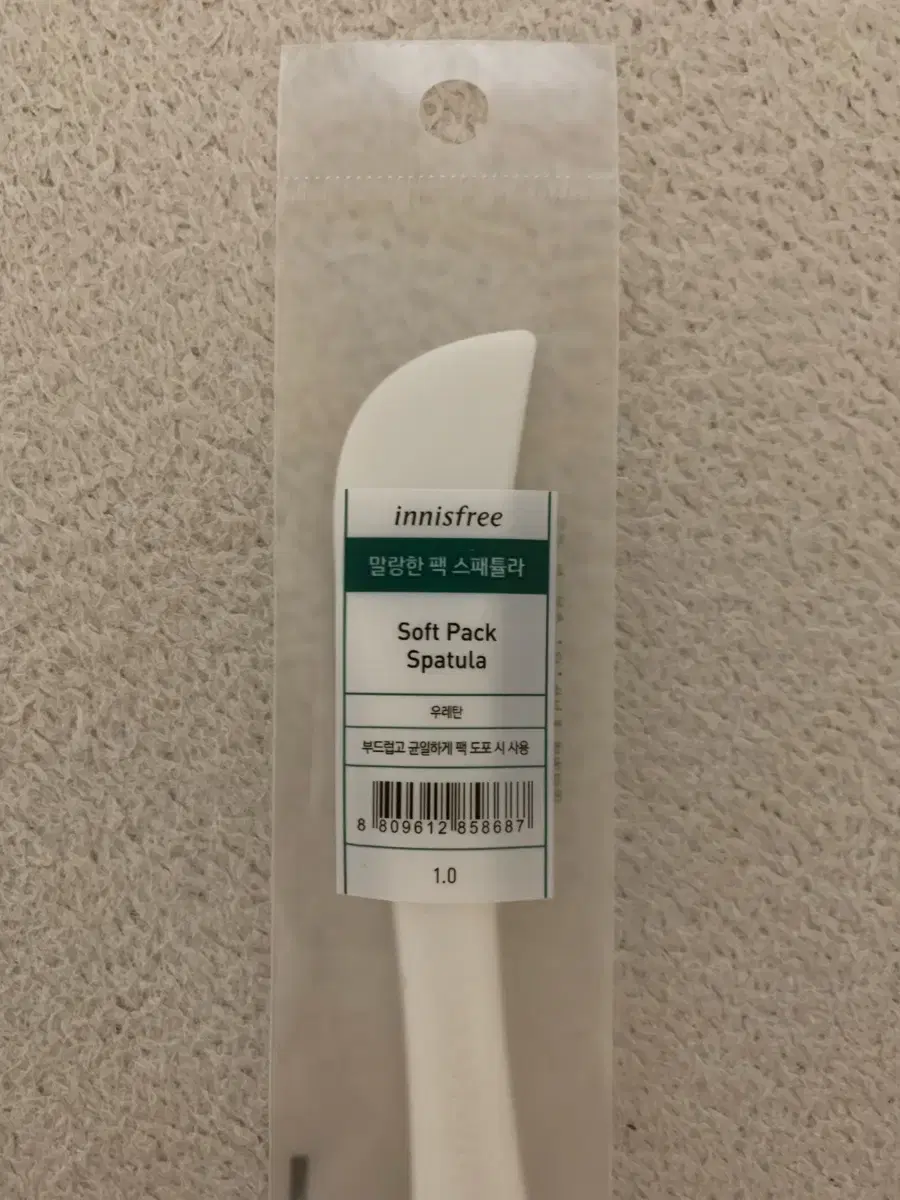 innisfree
말랑한 팩 스패튤라
Soft Pack
Spatula
우레탄
부드럽고 균일하게 팩 도포 시 사용
8 809612 858687
1.0